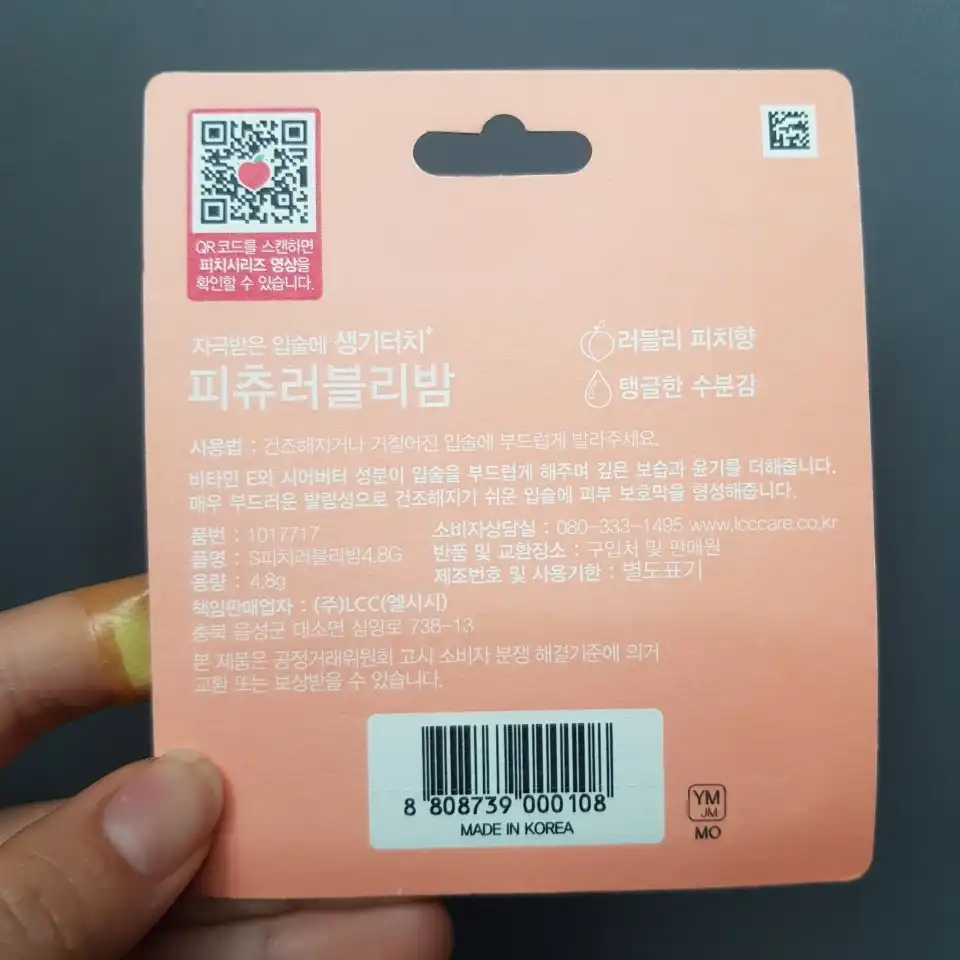 QR코드를 스캔하면
피치시리즈 영상을
확인할 수 있습니다.
자극받은 입술에 생기터치+
피츄러블리밤
러블리 피치향
탱글한 수분감
사용법 : 건조해지거나 거칠어진 입술에 부드럽게 발라주세요.
비타민 E와 시어버터 성분이 입술을 부드럽게 해주며 깊은 보습과 윤기를 더해줍니다.
매우 부드러운 발림성으로 건조해지기 쉬운 입술에 피부 보호막을 형성해줍니다.
품번 : 1017717
품명 : S피치러블리밤4.8G
용량 : 4.8g
소비자상담실 : 080-333-1495 www.lcccare.co.kr
반품 및 교환장소 : 구입처 및 판매원
제조번호 및 사용기한 : 별도표기
책임판매업자 : (주)LCC(엘시시)
충북 음성군 대소면 삼양로 738-13
본 제품은 공정거래위원회 고시 소비자 분쟁 해결기준에 의거
교환 또는 보상받을 수 있습니다.
8 808739 000108
MADE IN KOREA
YM
JM
MO